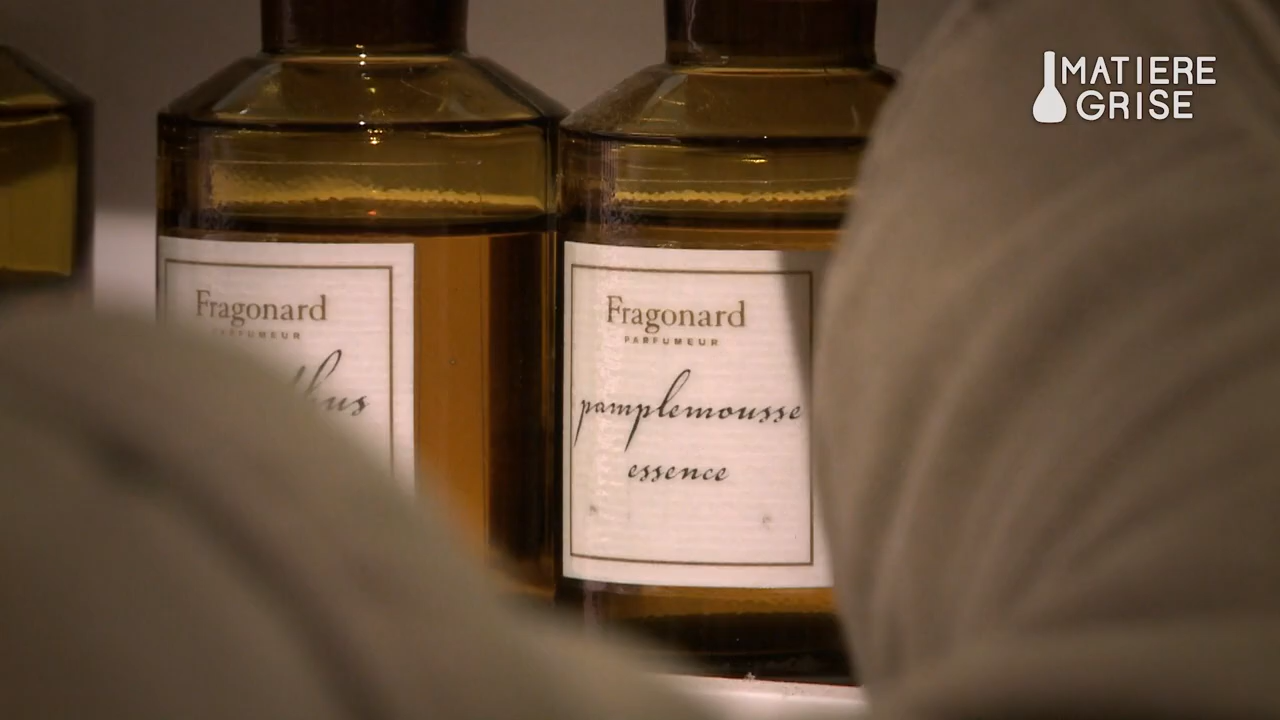 MATIERE
GRISE
Fragonard
PARFUMEUR
Fragonard
PARFUMEUR
pamplemousse
essence